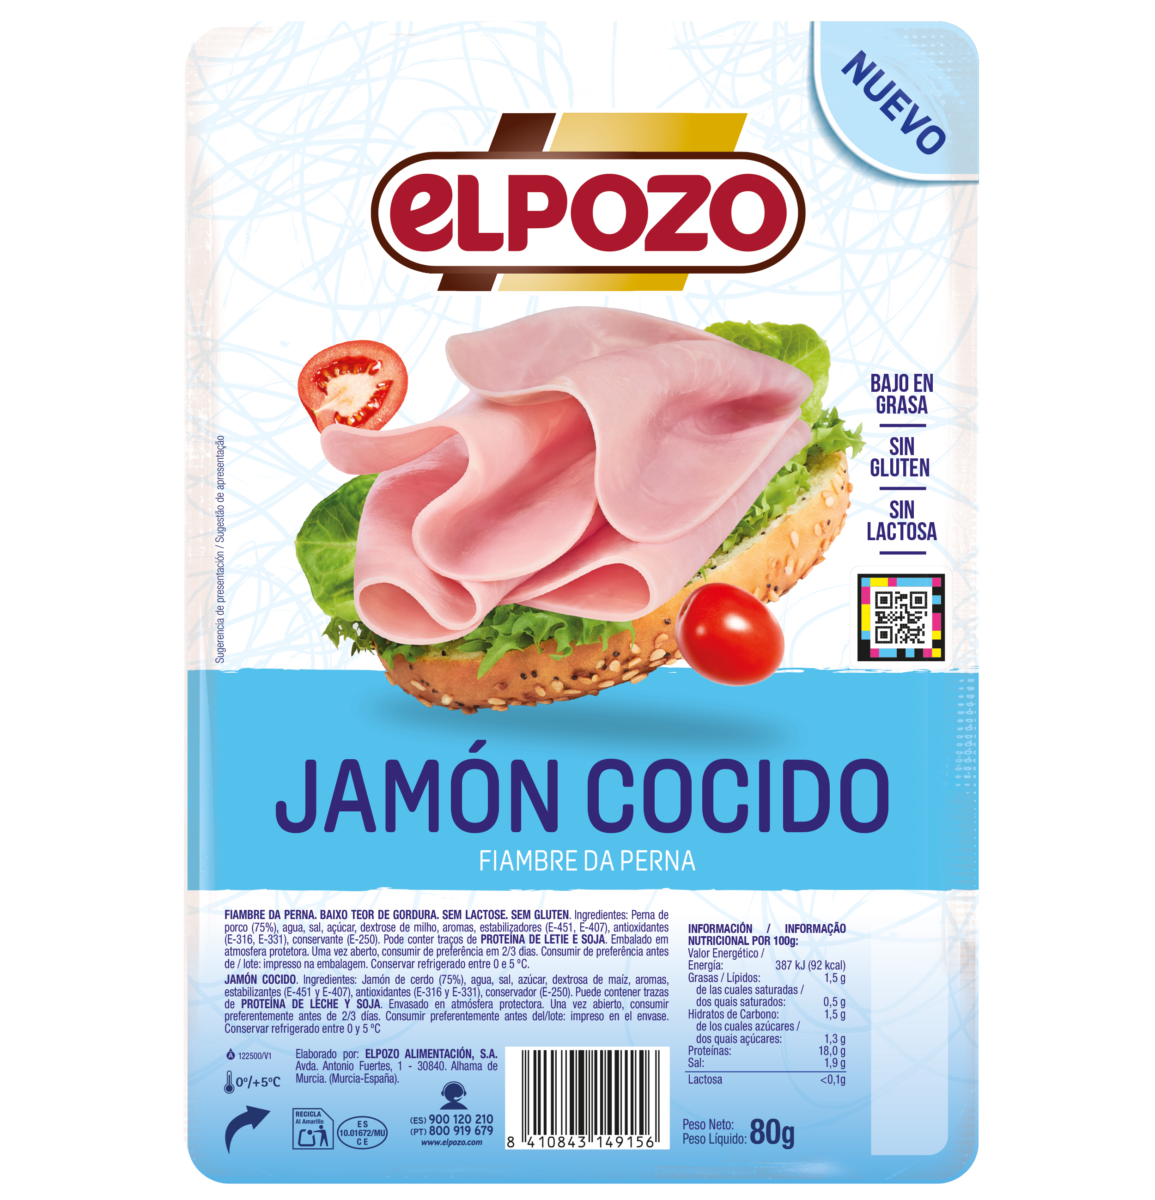 NUEVO
ELPOZO
BAJO EN
GRASA
SIN
GLUTEN
SIN
LACTOSA
Sugerencia de presentación / Sugestão de apresentação
JAMÓN COCIDO
FIAMBRE DA PERNA
FIAMBRE DA PERNA. BAIXO TEOR DE GORDURA. SEM LACTOSE. SEM GLUTEN. Ingredientes: Perna de
porco (75%), agua, sal, açúcar, dextrose de milho, aromas, estabilizadores (E-451, E-407), antioxidantes
(E-316, E-331), conservante (E-250). Pode conter traços de PROTEÍNA DE LETIE E SOJA. Embalado em
atmosfera protetora. Uma vez aberto, consumir de preferência em 2/3 dias. Consumir de preferência antes
de / lote: impresso na embalagem. Conservar refrigerado entre 0 e 5 °C.
JAMÓN COCIDO. Ingredientes: Jamón de cerdo (75%), agua, sal, azúcar, dextrosa de maíz, aromas,
estabilizantes (E-451 y E-407), antioxidantes (E-316 y E-331), conservador (E-250). Puede contener trazas
de PROTEÍNA DE LECHE Y SOJA. Envasado en atmósfera protectora. Una vez abierto, consumir
preferentemente antes de 2/3 días. Consumir preferentemente antes del/lote: impreso en el envase.
Conservar refrigerado entre 0 y 5 ºC
INFORMACIÓN / INFORMAÇÃO
NUTRICIONAL POR 100g:
Valor Energético /
Energía: 387 kJ (92 kcal)
Grasas / Lípidos: 1,5 g
de las cuales saturadas /
dos quais saturados: 0,5 g
Hidratos de Carbono: 1,5 g
de los cuales azúcares /
dos quais açúcares: 1,3 g
Proteínas: 18,0 g
Sal: 1,9 g
Lactosa <0,1g
A 122500/V1
0º/+5ºC
Elaborado por: ELPOZO ALIMENTACIÓN, S.A.
Avda. Antonio Fuertes, 1 - 30840. Alhama de
Murcia. (Murcia-España).
RECICLA
Al Amarillo
ES
10.01672/MU
CE
(ES) 900 120 210
(PT) 800 919 679
www.elpozo.com
8 410843 149156
Peso Neto:
Peso Líquido: 80g